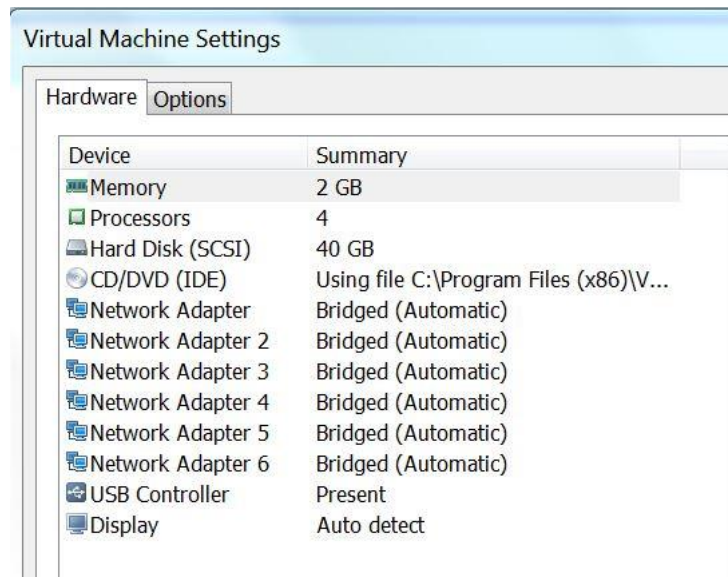 Virtual Machine Settings
Hardware Options
Device Summary
Memory 2 GB
Processors 4
Hard Disk (SCSI) 40 GB
CD/DVD (IDE) Using file C:\Program Files (x86)\V...
Network Adapter Bridged (Automatic)
Network Adapter 2 Bridged (Automatic)
Network Adapter 3 Bridged (Automatic)
Network Adapter 4 Bridged (Automatic)
Network Adapter 5 Bridged (Automatic)
Network Adapter 6 Bridged (Automatic)
USB Controller Present
Display Auto detect